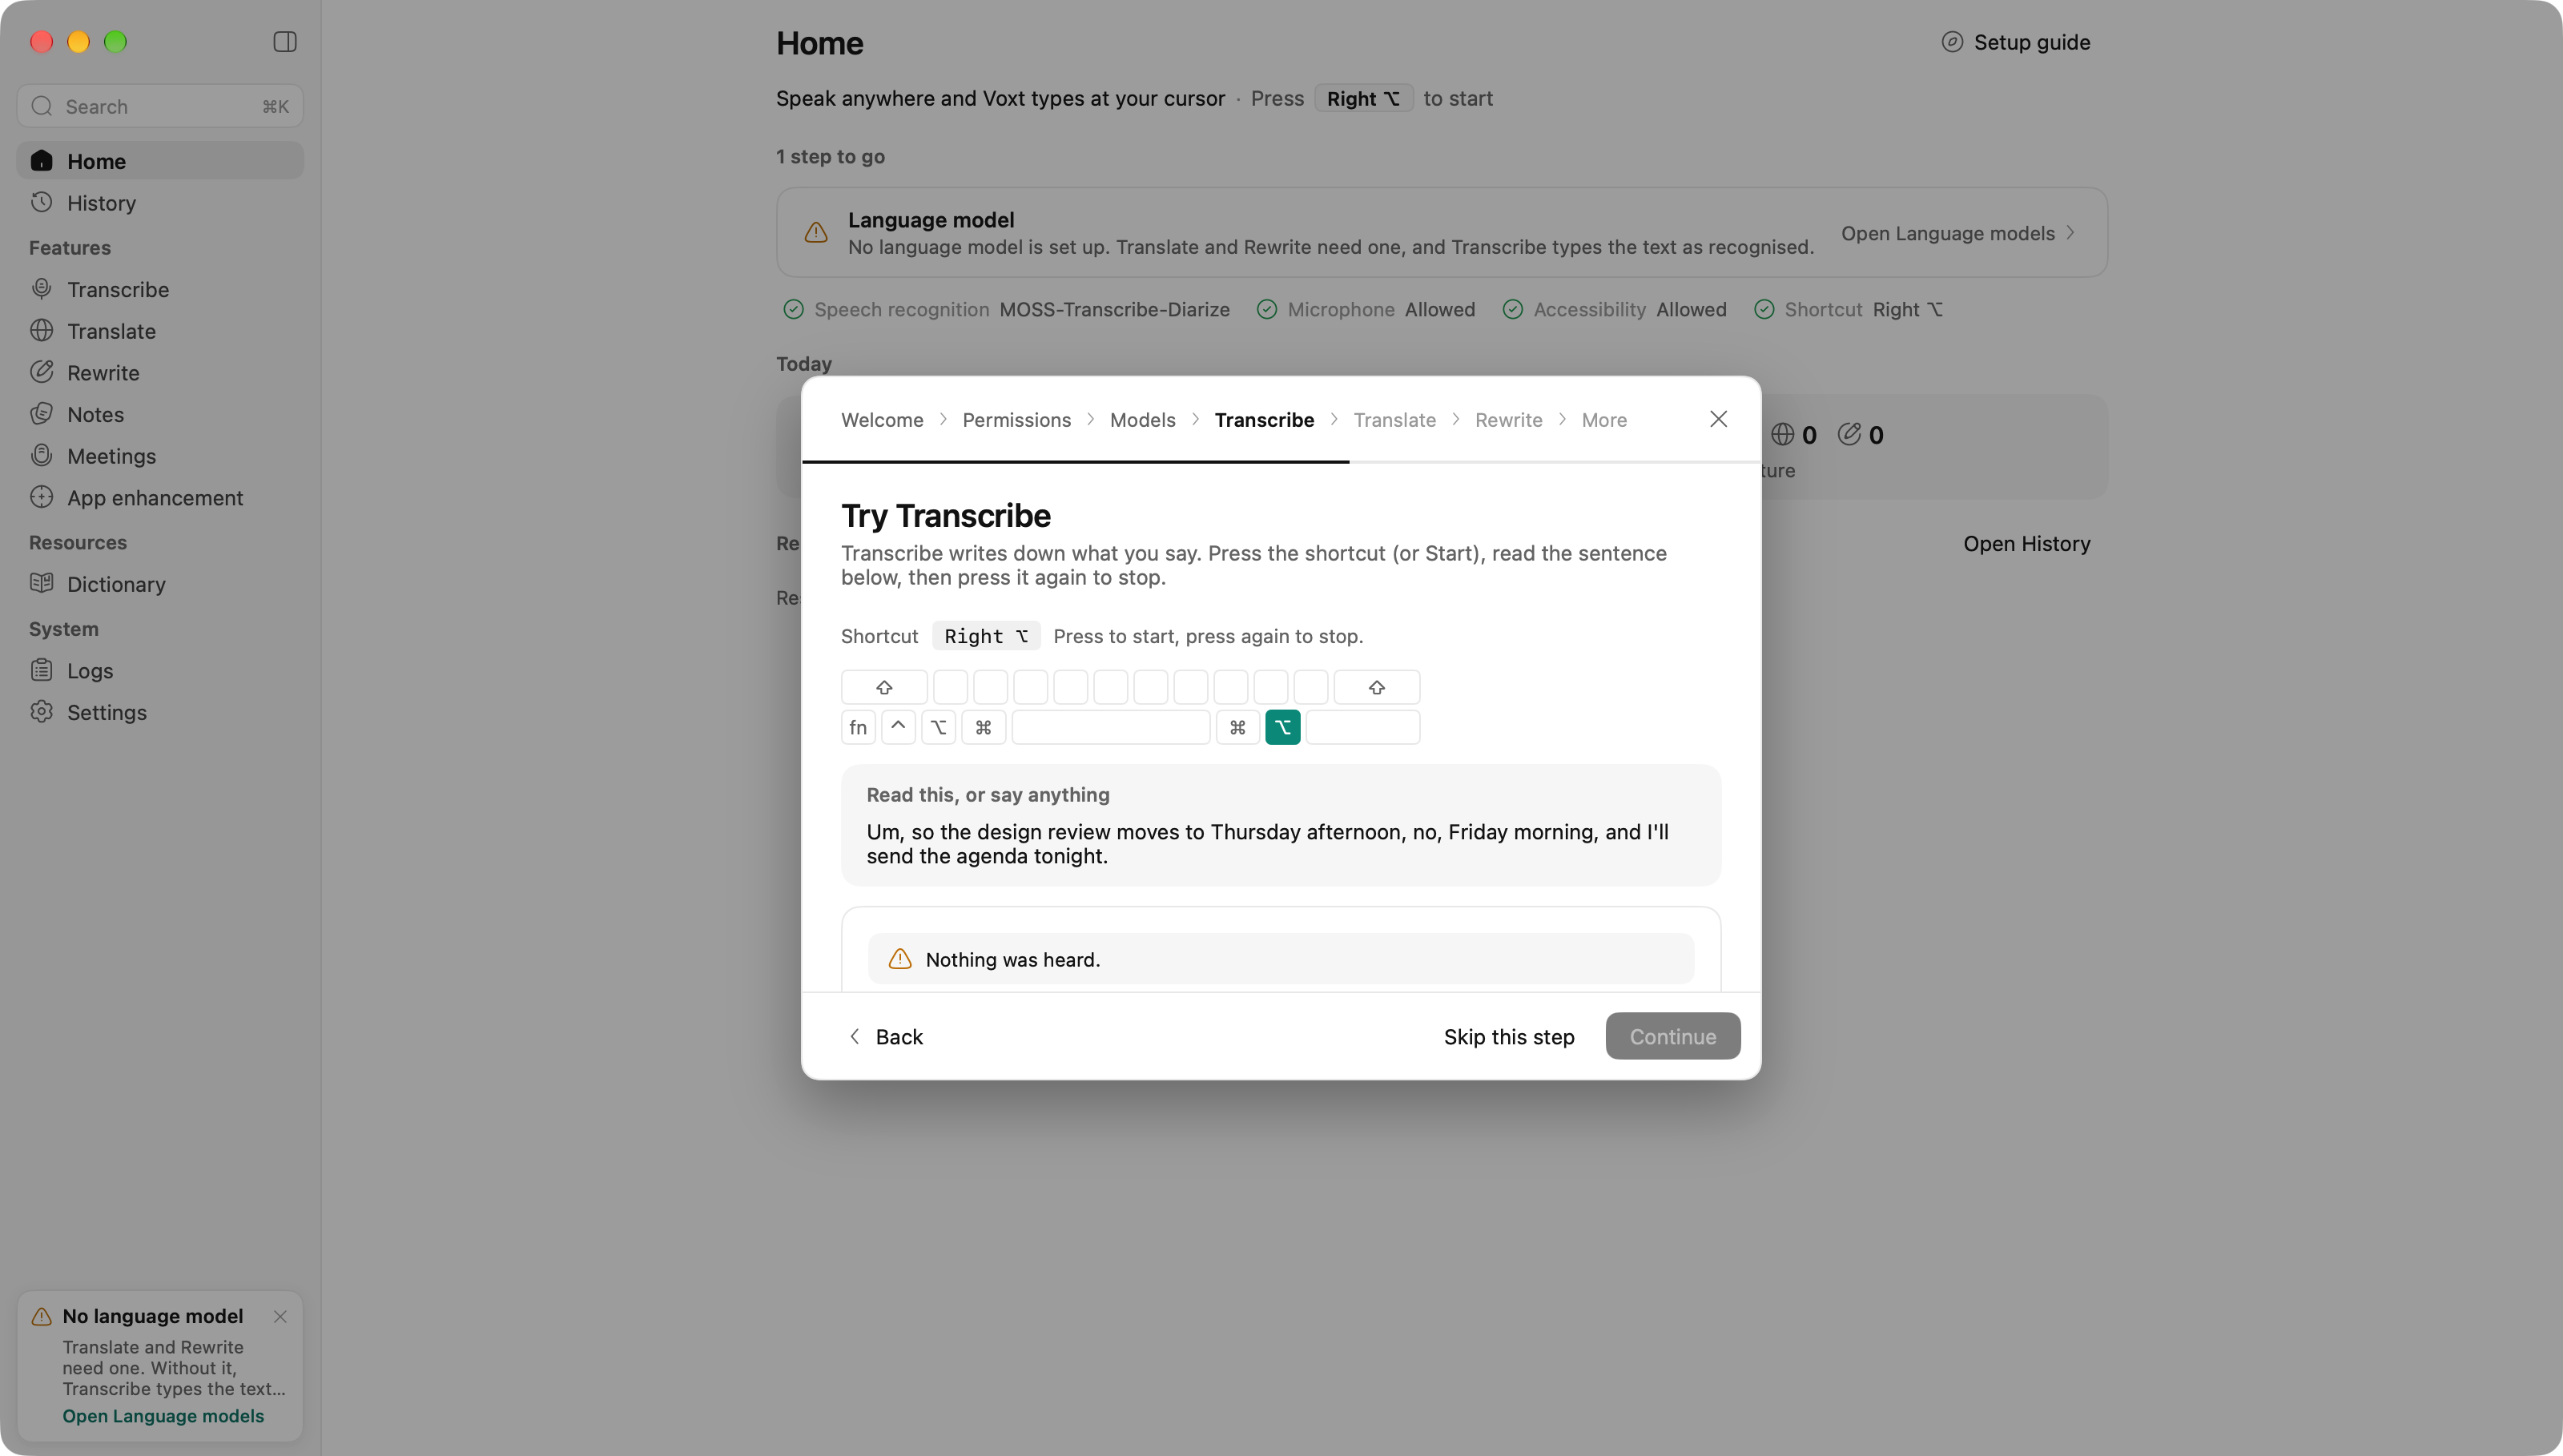 Search ⌘K
Home
History
Features
Transcribe
Translate
Rewrite
Notes
Meetings
App enhancement
Resources
Dictionary
System
Logs
Settings
No language model
Translate and Rewrite
need one. Without it,
Transcribe types the text...
Open Language models
Home
Setup guide
Speak anywhere and Voxt types at your cursor · Press Right ⌥ to start
1 step to go
Language model
No language model is set up. Translate and Rewrite need one, and Transcribe types the text as recognised.
Open Language models
Speech recognition MOSS-Transcribe-Diarize Microphone Allowed Accessibility Allowed Shortcut Right ⌥
Today
0 0
ture
Re
Open History
Res
Welcome > Permissions > Models > Transcribe > Translate > Rewrite > More
Try Transcribe
Transcribe writes down what you say. Press the shortcut (or Start), read the sentence
below, then press it again to stop.
Shortcut Right ⌥ Press to start, press again to stop.
fn ^ ⌥ ⌘ ⌘ ⌥
Read this, or say anything
Um, so the design review moves to Thursday afternoon, no, Friday morning, and I'll
send the agenda tonight.
Nothing was heard.
Back
Skip this step
Continue